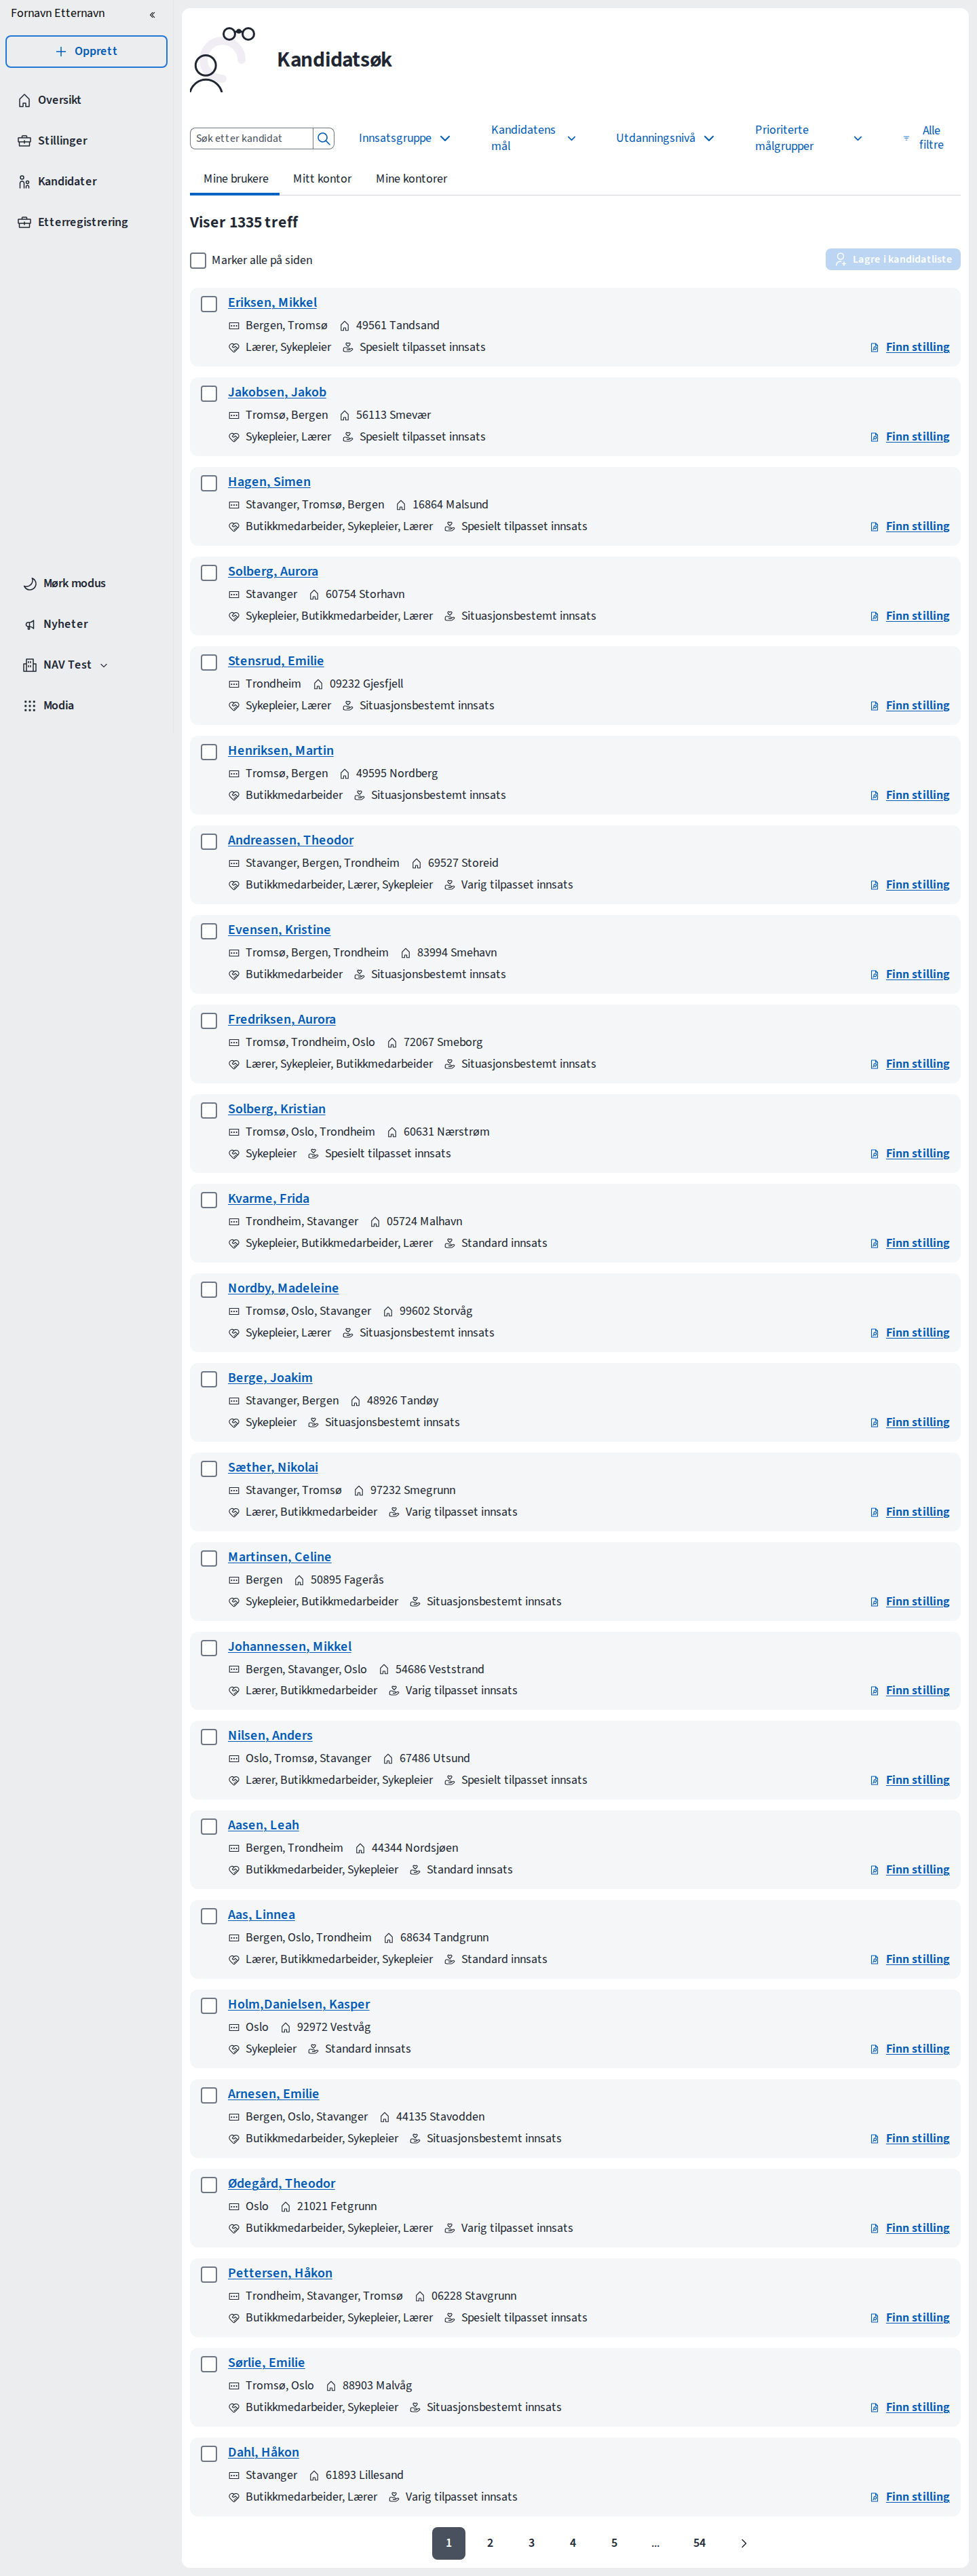 Fornavn Etternavn
Opprett
Oversikt
Stillinger
Kandidater
Etterregistrering
Mørk modus
Nyheter
NAV Test
Modia
Kandidatsøk
Søk etter kandidat
Innsatsgruppe
Kandidatens
mål
Utdanningsnivå
Prioriterte
målgrupper
Alle
filtre
Mine brukere Mitt kontor Mine kontorer
Viser 1335 treff
Marker alle på siden
Lagre i kandidatliste
Eriksen, Mikkel
Bergen, Tromsø 49561 Tandsand
Lærer, Sykepleier Spesielt tilpasset innsats Finn stilling
Jakobsen, Jakob
Tromsø, Bergen 56113 Smevær
Sykepleier, Lærer Spesielt tilpasset innsats Finn stilling
Hagen, Simen
Stavanger, Tromsø, Bergen 16864 Malsund
Butikkmedarbeider, Sykepleier, Lærer Spesielt tilpasset innsats Finn stilling
Solberg, Aurora
Stavanger 60754 Storhavn
Sykepleier, Butikkmedarbeider, Lærer Situasjonsbestemt innsats Finn stilling
Stensrud, Emilie
Trondheim 09232 Gjesfjell
Sykepleier, Lærer Situasjonsbestemt innsats Finn stilling
Henriksen, Martin
Tromsø, Bergen 49595 Nordberg
Butikkmedarbeider Situasjonsbestemt innsats Finn stilling
Andreassen, Theodor
Stavanger, Bergen, Trondheim 69527 Storeid
Butikkmedarbeider, Lærer, Sykepleier Varig tilpasset innsats Finn stilling
Evensen, Kristine
Tromsø, Bergen, Trondheim 83994 Smehavn
Butikkmedarbeider Situasjonsbestemt innsats Finn stilling
Fredriksen, Aurora
Tromsø, Trondheim, Oslo 72067 Smeborg
Lærer, Sykepleier, Butikkmedarbeider Situasjonsbestemt innsats Finn stilling
Solberg, Kristian
Tromsø, Oslo, Trondheim 60631 Nærstrøm
Sykepleier Spesielt tilpasset innsats Finn stilling
Kvarme, Frida
Trondheim, Stavanger 05724 Malhavn
Sykepleier, Butikkmedarbeider, Lærer Standard innsats Finn stilling
Nordby, Madeleine
Tromsø, Oslo, Stavanger 99602 Storvåg
Sykepleier, Lærer Situasjonsbestemt innsats Finn stilling
Berge, Joakim
Stavanger, Bergen 48926 Tandøy
Sykepleier Situasjonsbestemt innsats Finn stilling
Sæther, Nikolai
Stavanger, Tromsø 97232 Smegrunn
Lærer, Butikkmedarbeider Varig tilpasset innsats Finn stilling
Martinsen, Celine
Bergen 50895 Fagerås
Sykepleier, Butikkmedarbeider Situasjonsbestemt innsats Finn stilling
Johannessen, Mikkel
Bergen, Stavanger, Oslo 54686 Veststrand
Lærer, Butikkmedarbeider Varig tilpasset innsats Finn stilling
Nilsen, Anders
Oslo, Tromsø, Stavanger 67486 Utsund
Lærer, Butikkmedarbeider, Sykepleier Spesielt tilpasset innsats Finn stilling
Aasen, Leah
Bergen, Trondheim 44344 Nordsjøen
Butikkmedarbeider, Sykepleier Standard innsats Finn stilling
Aas, Linnea
Bergen, Oslo, Trondheim 68634 Tandgrunn
Lærer, Butikkmedarbeider, Sykepleier Standard innsats Finn stilling
Holm,Danielsen, Kasper
Oslo 92972 Vestvåg
Sykepleier Standard innsats Finn stilling
Arnesen, Emilie
Bergen, Oslo, Stavanger 44135 Stavodden
Butikkmedarbeider, Sykepleier Situasjonsbestemt innsats Finn stilling
Ødegård, Theodor
Oslo 21021 Fetgrunn
Butikkmedarbeider, Sykepleier, Lærer Varig tilpasset innsats Finn stilling
Pettersen, Håkon
Trondheim, Stavanger, Tromsø 06228 Stavgrunn
Butikkmedarbeider, Sykepleier, Lærer Spesielt tilpasset innsats Finn stilling
Sørlie, Emilie
Tromsø, Oslo 88903 Malvåg
Butikkmedarbeider, Sykepleier Situasjonsbestemt innsats Finn stilling
Dahl, Håkon
Stavanger 61893 Lillesand
Butikkmedarbeider, Lærer Varig tilpasset innsats Finn stilling
1 2 3 4 5 ... 54